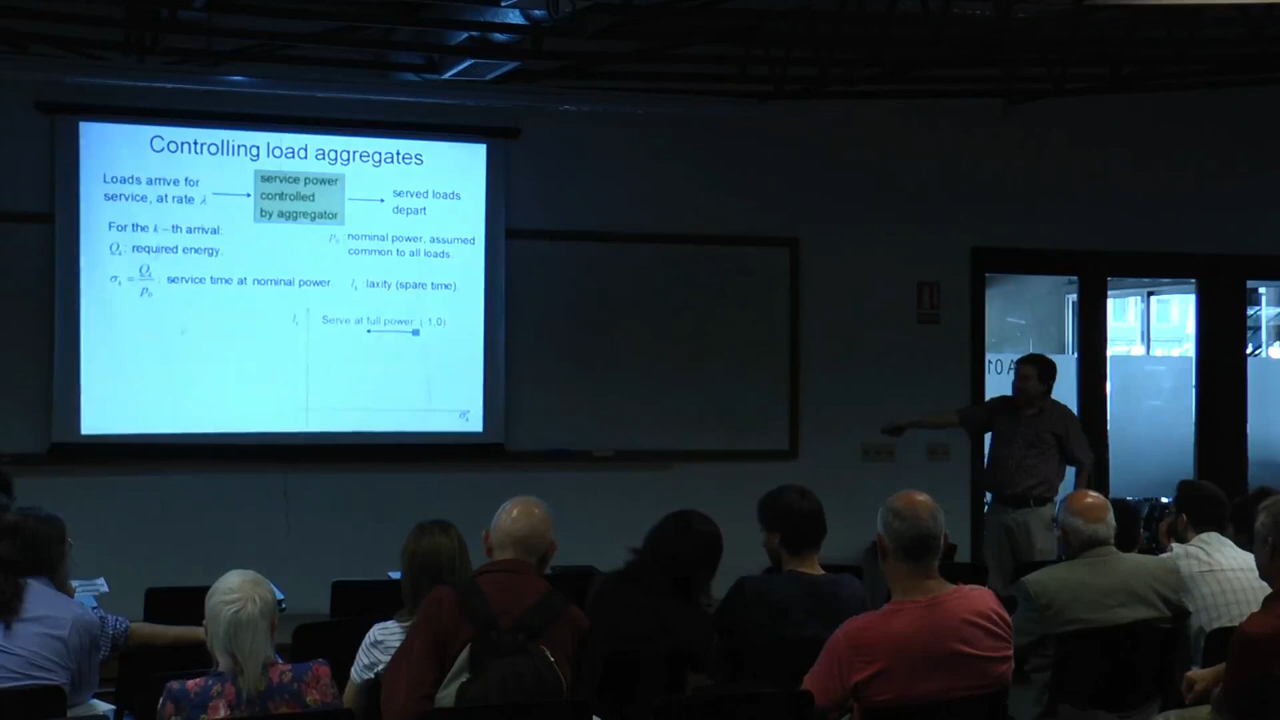 Controlling load aggregates
Loads arrive for
service, at rate λ
service power
controlled
by aggregator
served loads
depart
For the k – th arrival:
Qₖ : required energy.
p₀ : nominal power, assumed
common to all loads.
σₖ = Qₖ / p₀ : service time at nominal power
lₖ : laxity (spare time).
lₖ
Serve at full power: (-1,0)
σₖ
A 01